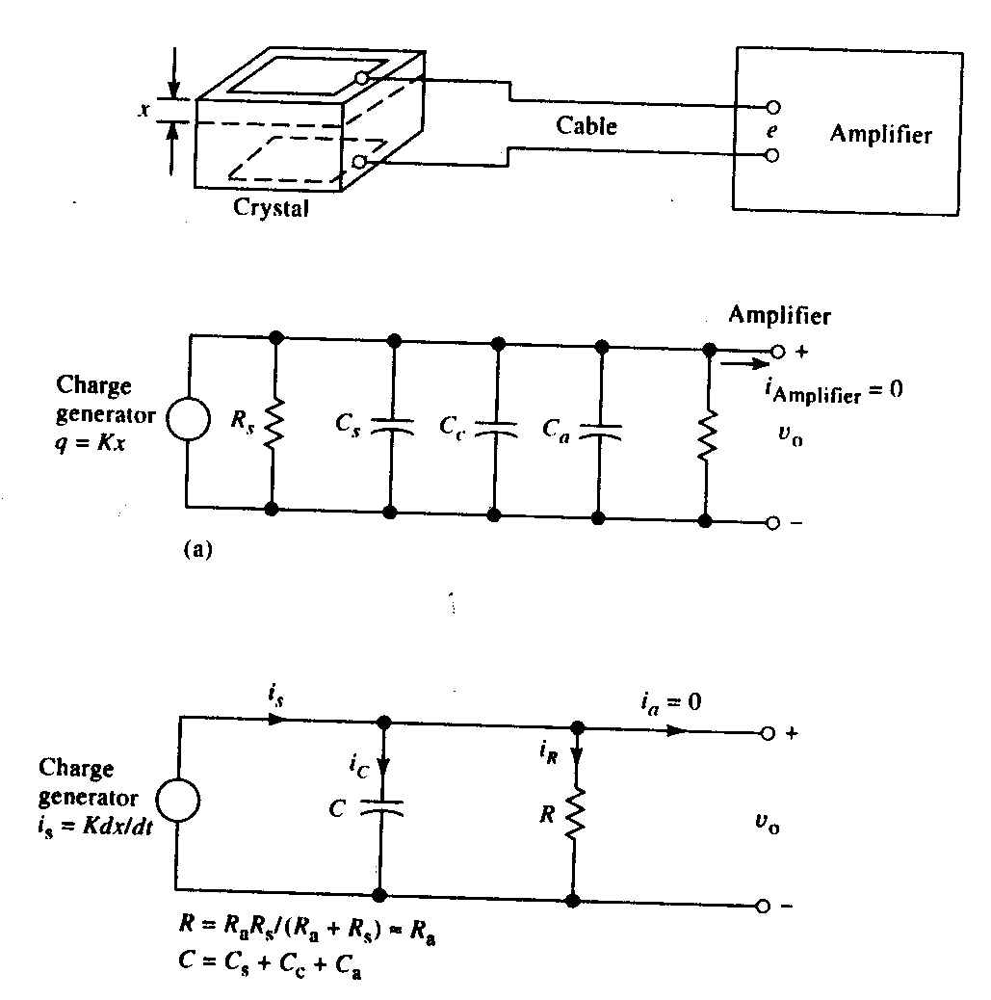 x
Cable
e
Amplifier
Crystal
Amplifier
+
i_Amplifier = 0
Charge
generator
q = Kx
R_s
C_s
C_c
C_a
v_o
−
(a)
i_s
i_a = 0
+
Charge
generator
i_s = Kdx/dt
i_C
C
i_R
R
v_o
−
R = R_aR_s/(R_a + R_s) ≈ R_a
C = C_s + C_c + C_a